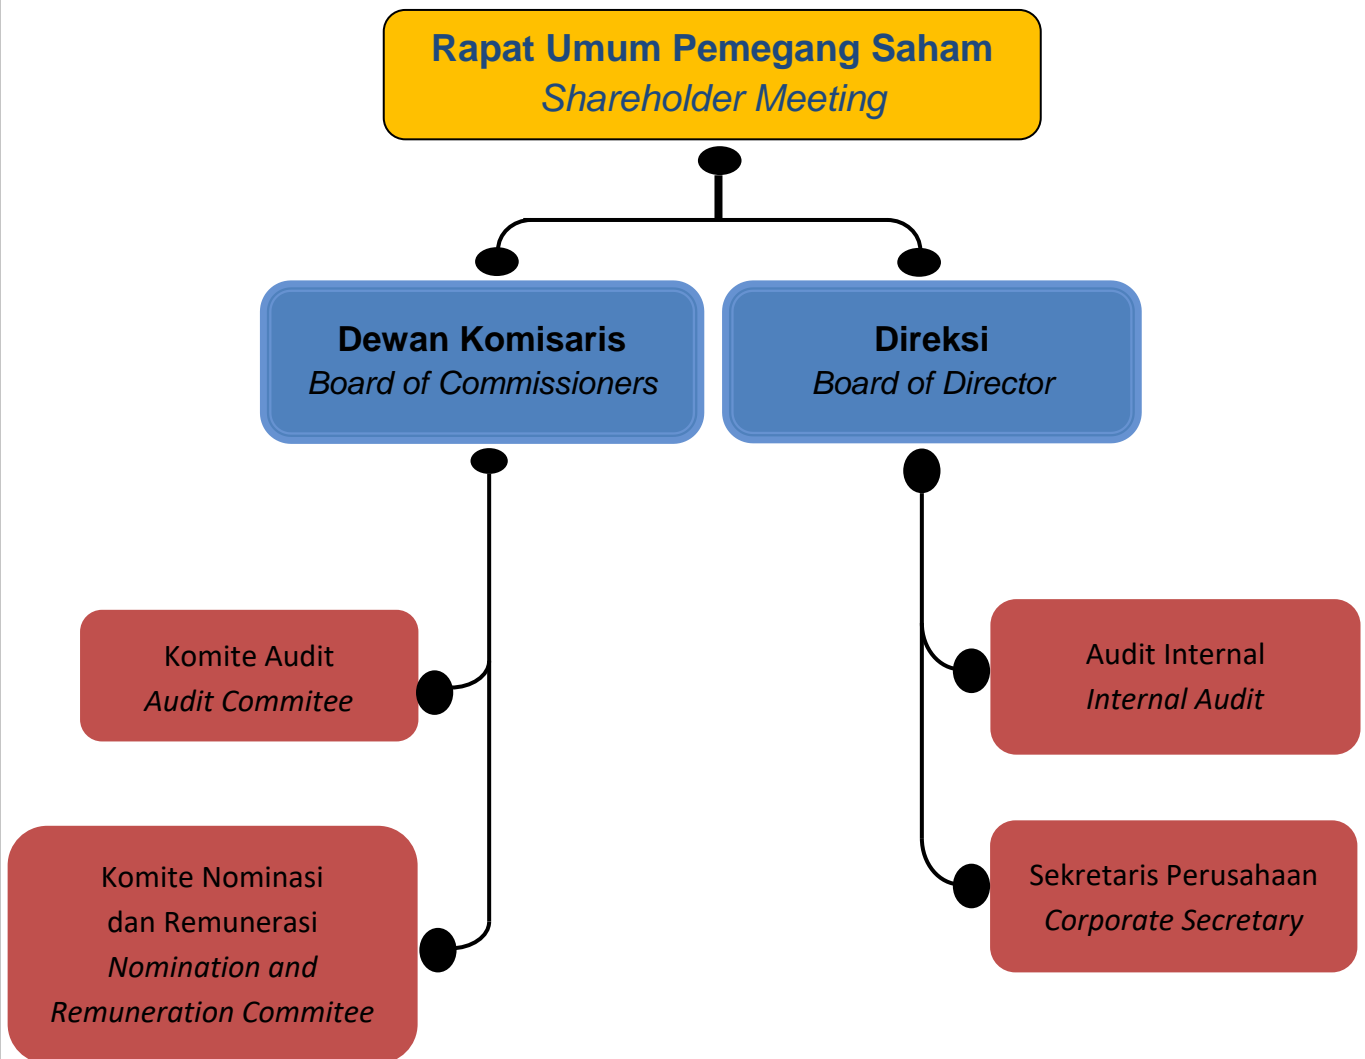 Rapat Umum Pemegang Saham
Shareholder Meeting
Dewan Komisaris
Board of Commissioners
Direksi
Board of Director
Komite Audit
Audit Commitee
Audit Internal
Internal Audit
Komite Nominasi
dan Remunerasi
Nomination and
Remuneration Commitee
Sekretaris Perusahaan
Corporate Secretary